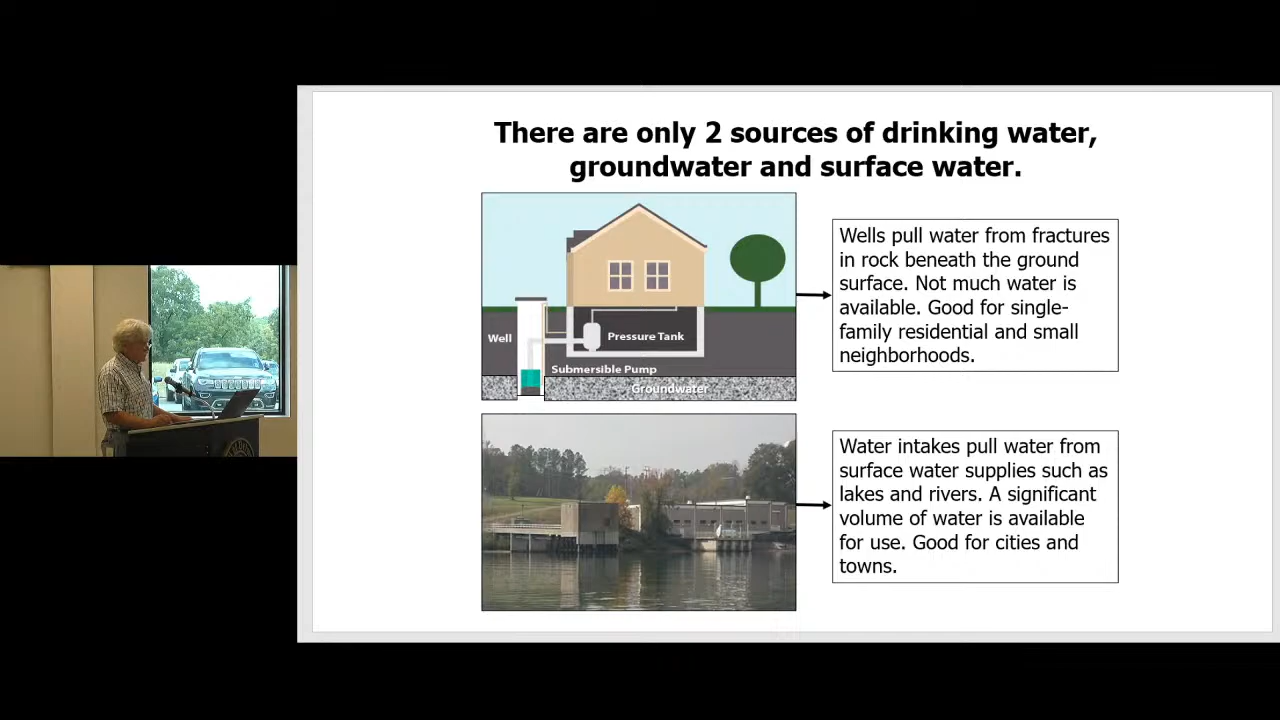 There are only 2 sources of drinking water,
groundwater and surface water.
Well
Pressure Tank
Submersible Pump
Groundwater
Wells pull water from fractures
in rock beneath the ground
surface. Not much water is
available. Good for single-
family residential and small
neighborhoods.
Water intakes pull water from
surface water supplies such as
lakes and rivers. A significant
volume of water is available
for use. Good for cities and
towns.